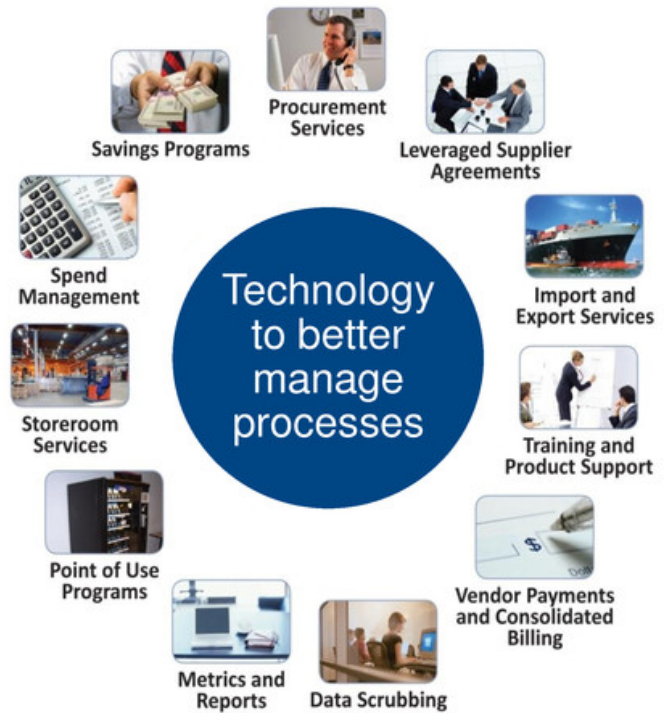 Procurement
Services
Leveraged Supplier
Agreements
Import and
Export Services
Training and
Product Support
Vendor Payments
and Consolidated
Billing
Data Scrubbing
Metrics and
Reports
Point of Use
Programs
Storeroom
Services
Spend
Management
Savings Programs
Technology
to better
manage
processes
$